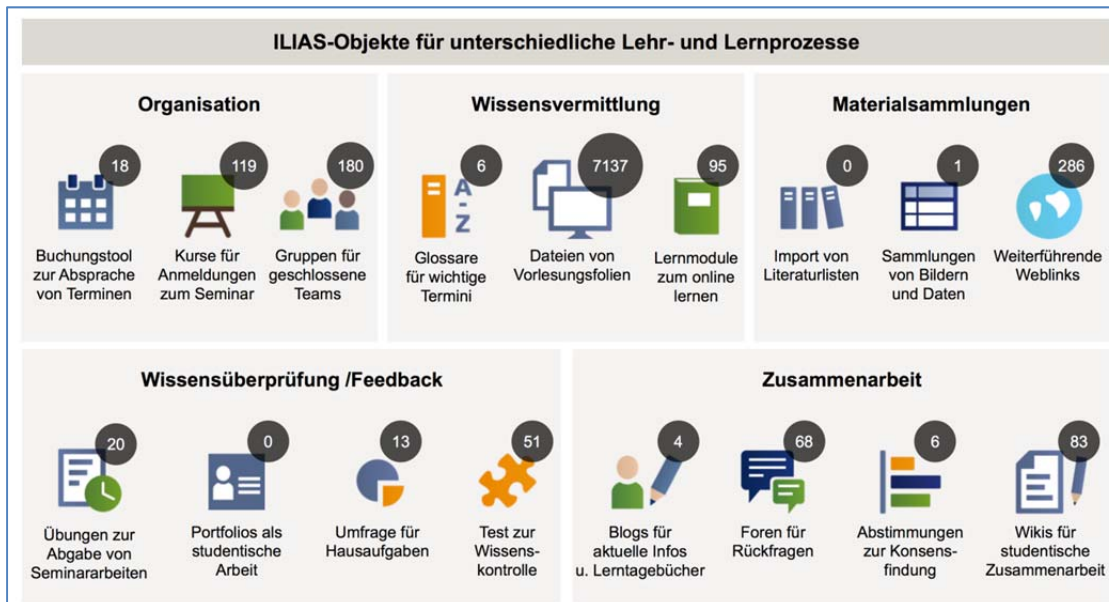 ILIAS-Objekte für unterschiedliche Lehr- und Lernprozesse
Organisation
18
119
180
Buchungstool
zur Absprache
von Terminen
Kurse für
Anmeldungen
zum Seminar
Gruppen für
geschlossene
Teams
Wissensvermittlung
6
7137
95
A
-
Z
Glossare
für wichtige
Termini
Dateien von
Vorlesungsfolien
Lernmodule
zum online
lernen
Materialsammlungen
0
1
286
Import von
Literaturlisten
Sammlungen
von Bildern
und Daten
Weiterführende
Weblinks
Wissensüberprüfung /Feedback
20
0
13
51
Übungen zur
Abgabe von
Seminararbeiten
Portfolios als
studentische
Arbeit
Umfrage für
Hausaufgaben
Test zur
Wissens-
kontrolle
Zusammenarbeit
4
68
6
83
Blogs für
aktuelle Infos
u. Lerntagebücher
Foren für
Rückfragen
Abstimmungen
zur Konsens-
findung
Wikis für
studentische
Zusammenarbeit